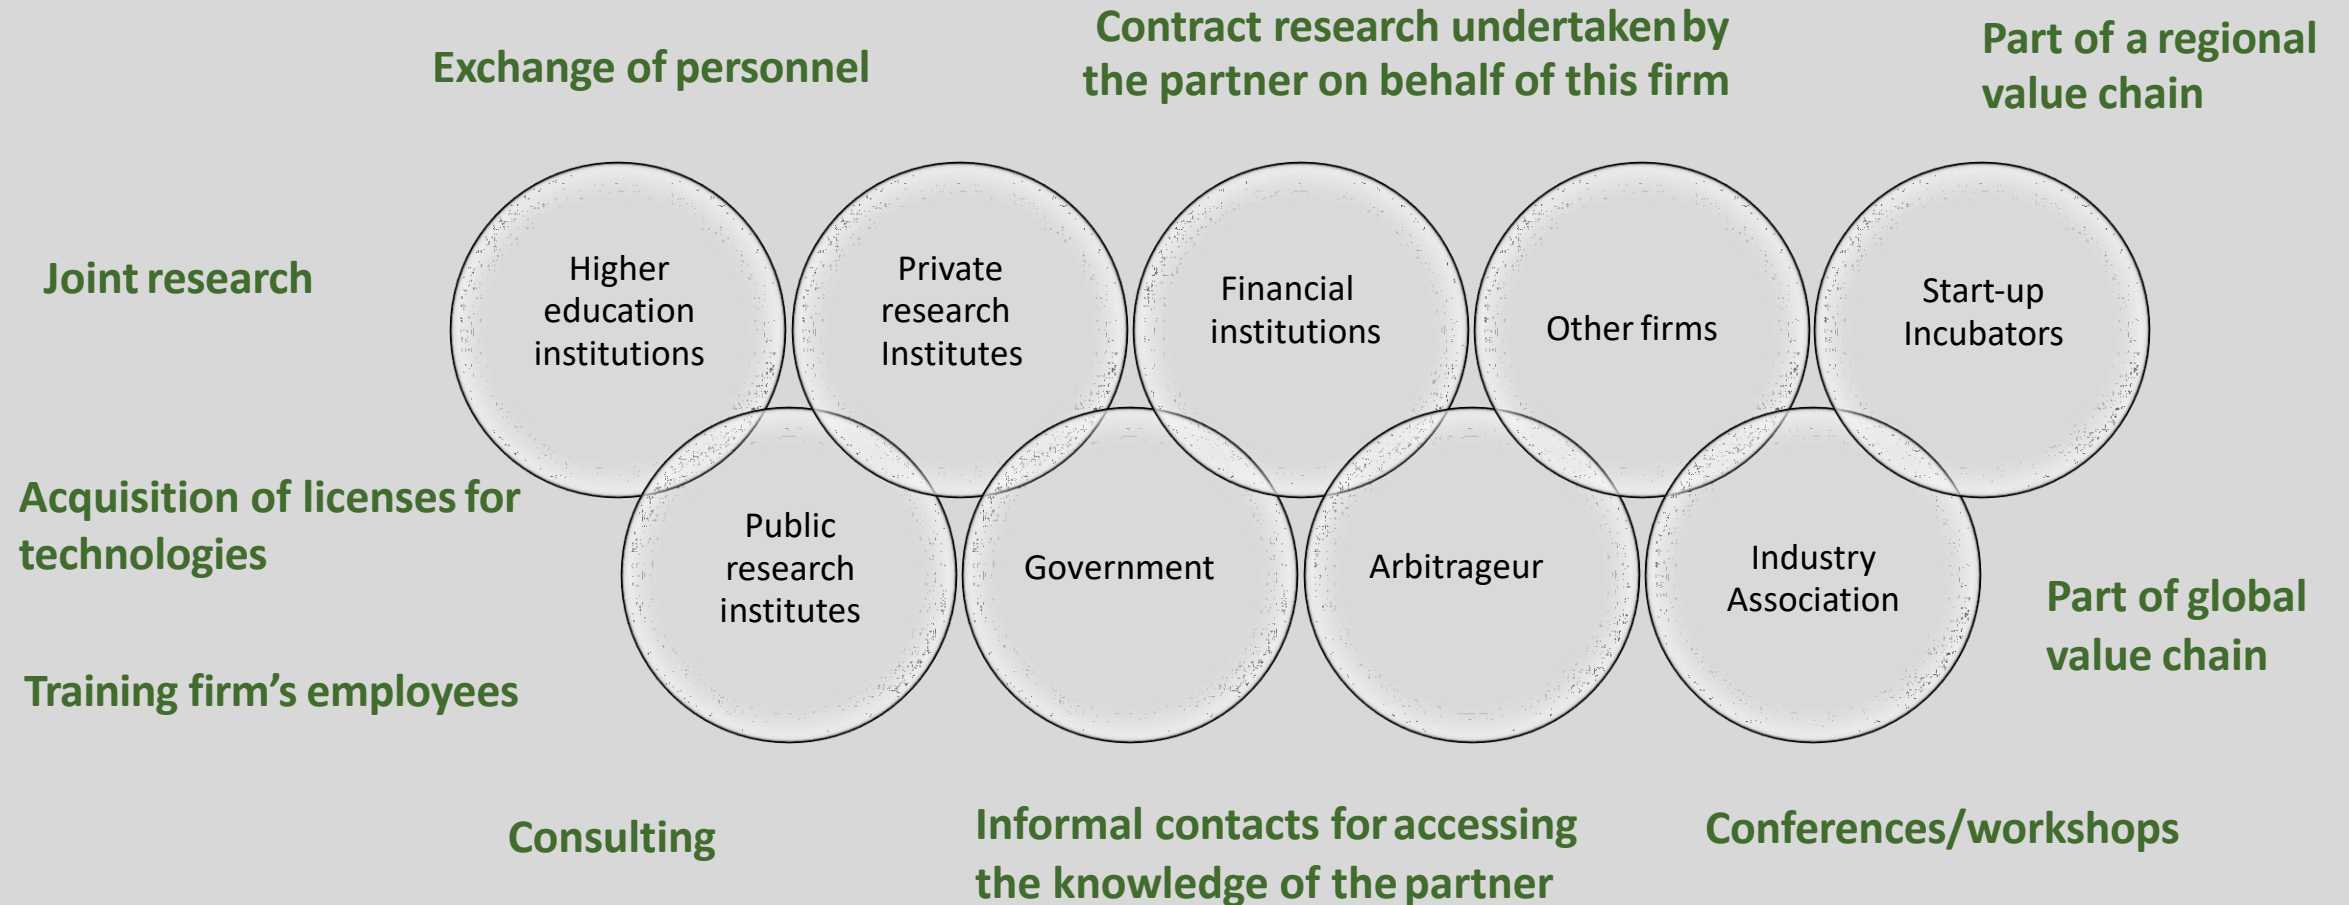 Exchange of personnel
Contract research undertaken by
the partner on behalf of this firm
Part of a regional
value chain
Joint research
Higher
education
institutions
Private
research
Institutes
Financial
institutions
Other firms
Start-up
Incubators
Acquisition of licenses for
technologies
Public
research
institutes
Government
Arbitrageur
Industry
Association
Part of global
value chain
Training firm’s employees
Consulting
Informal contacts for accessing
the knowledge of the partner
Conferences/workshops